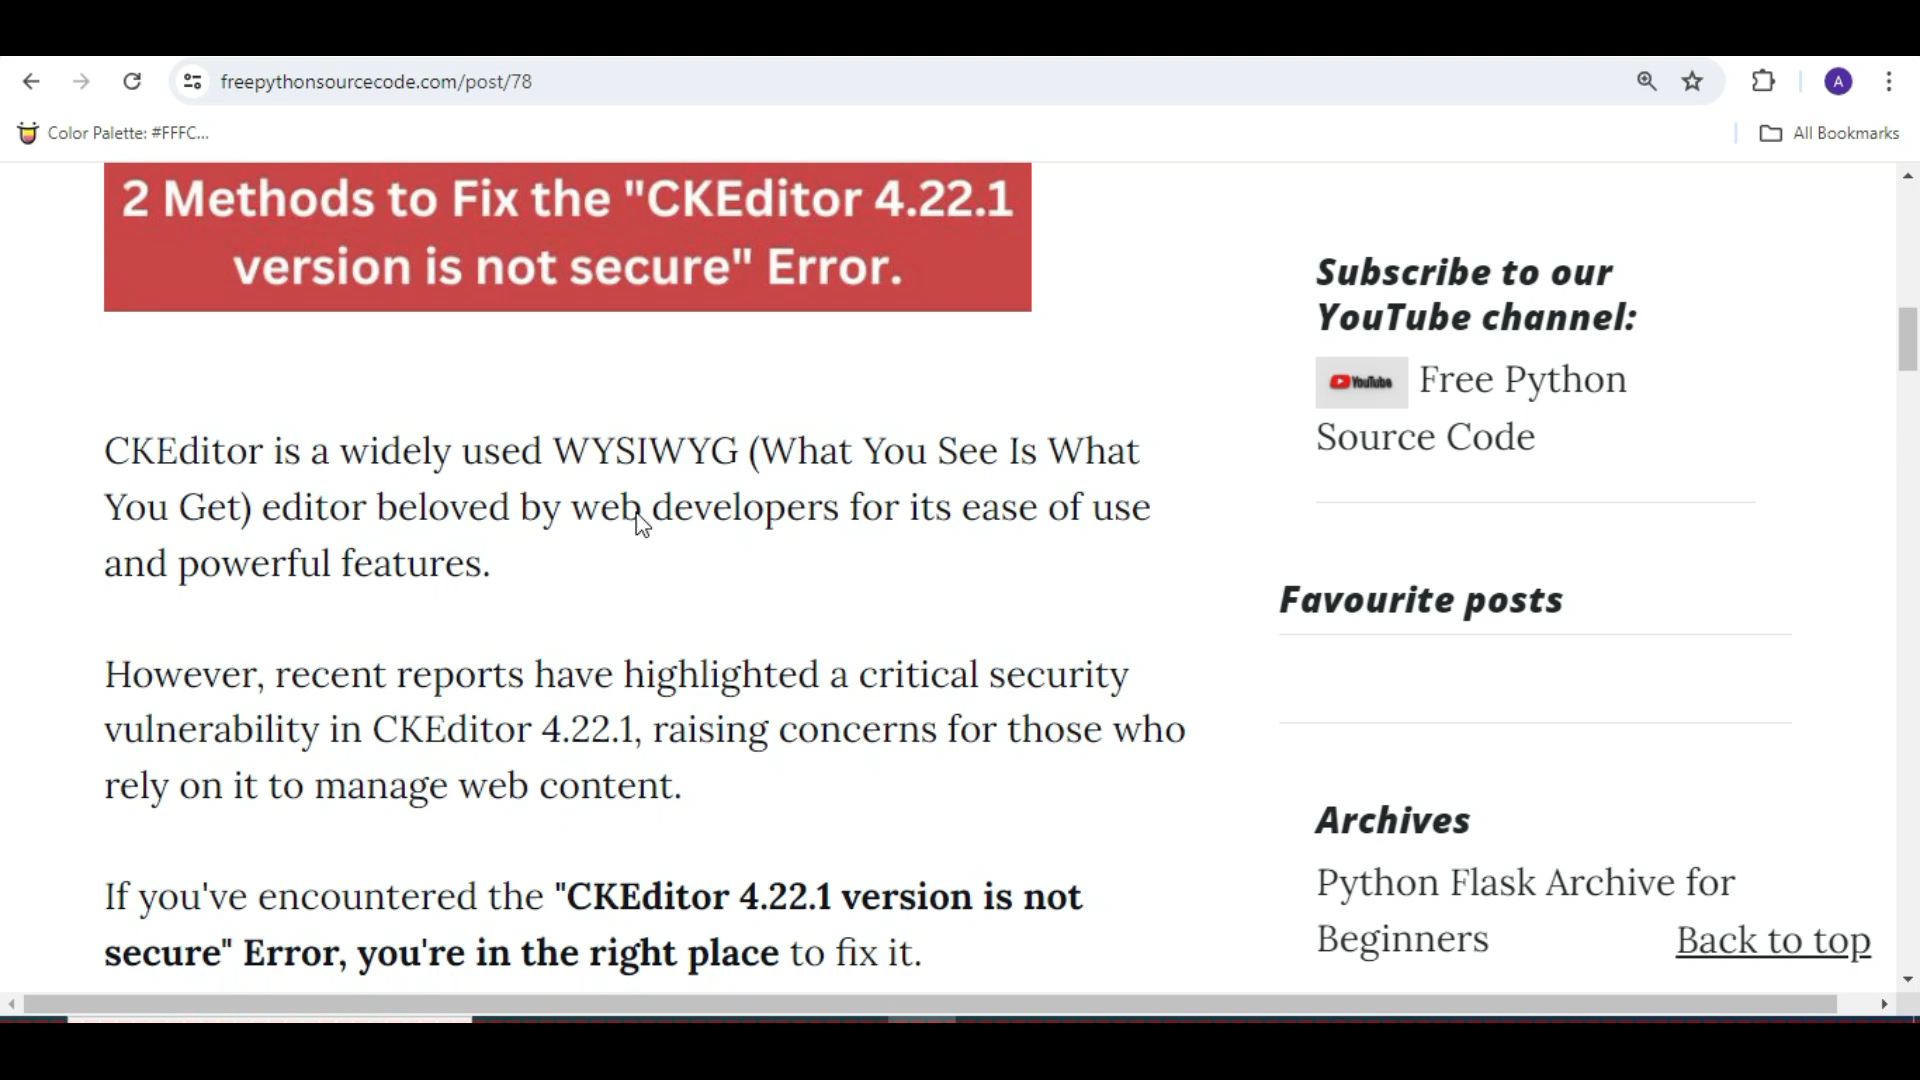 freepythonsourcecode.com/post/78
A
Color Palette: #FFFC...
All Bookmarks
2 Methods to Fix the "CKEditor 4.22.1
version is not secure" Error.
CKEditor is a widely used WYSIWYG (What You See Is What
You Get) editor beloved by web developers for its ease of use
and powerful features.
However, recent reports have highlighted a critical security
vulnerability in CKEditor 4.22.1, raising concerns for those who
rely on it to manage web content.
If you've encountered the "CKEditor 4.22.1 version is not
secure" Error, you're in the right place to fix it.
Subscribe to our
YouTube channel:
YouTube
Free Python
Source Code
Favourite posts
Archives
Python Flask Archive for
Beginners
Back to top